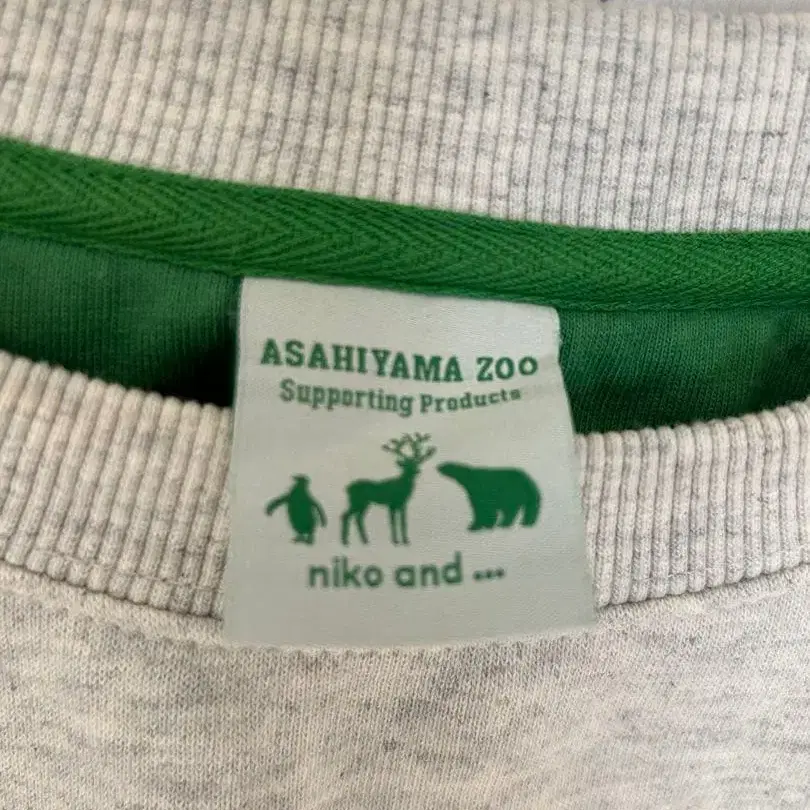 ASAHIYAMA ZOO
Supporting Products
niko and ...